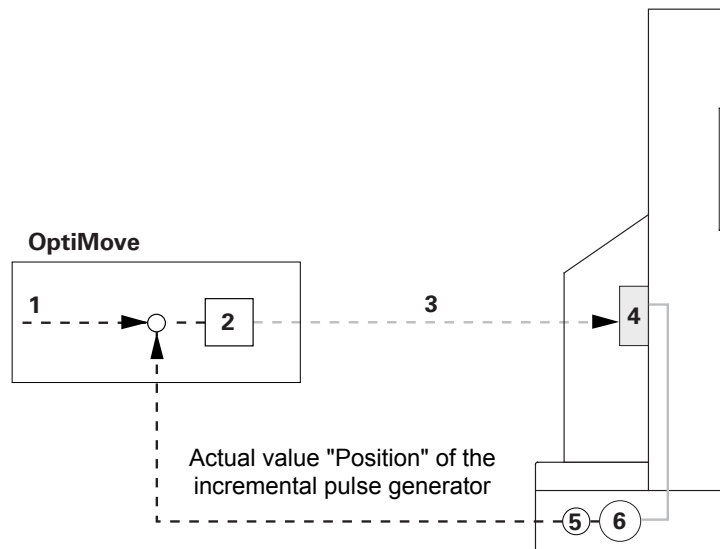 OptiMove
1
2
3
4
Actual value "Position" of the
incremental pulse generator
5
6